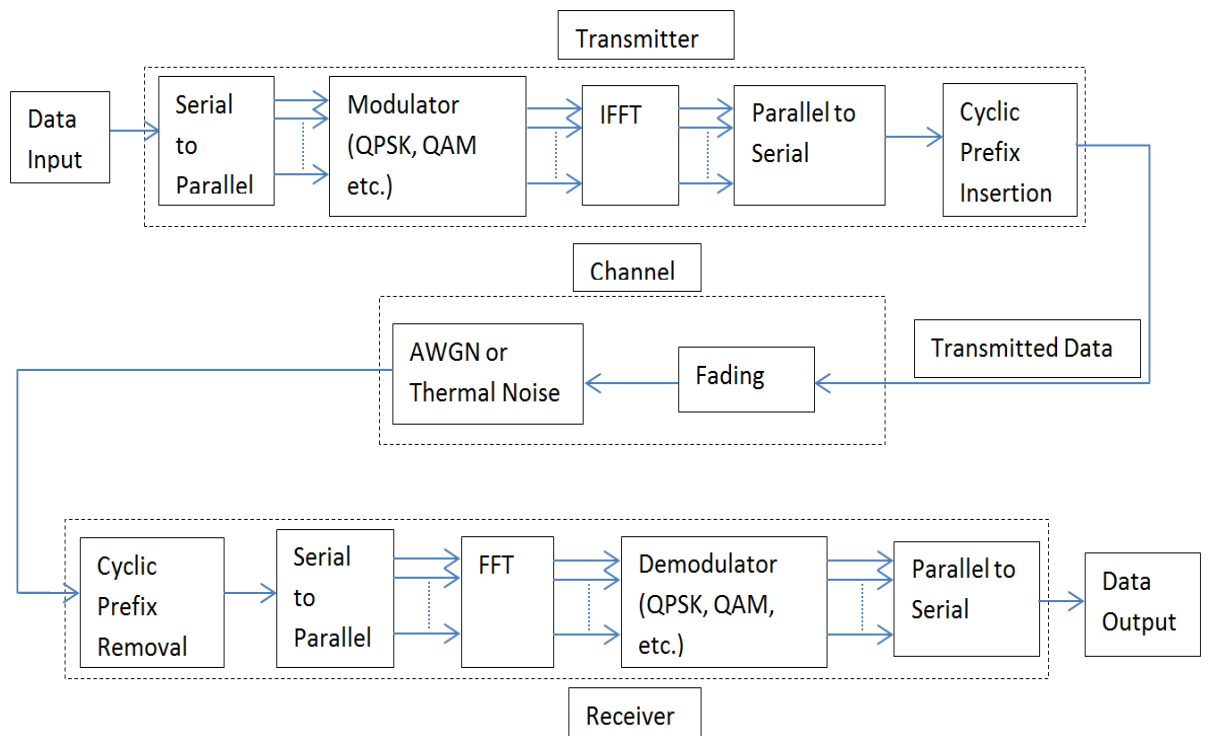 Transmitter
Data
Input
Serial
to
Parallel
Modulator
(QPSK, QAM
etc.)
IFFT
Parallel to
Serial
Cyclic
Prefix
Insertion
Channel
AWGN or
Thermal Noise
Fading
Transmitted Data
Cyclic
Prefix
Removal
Serial
to
Parallel
FFT
Demodulator
(QPSK, QAM,
etc.)
Parallel to
Serial
Data
Output
Receiver